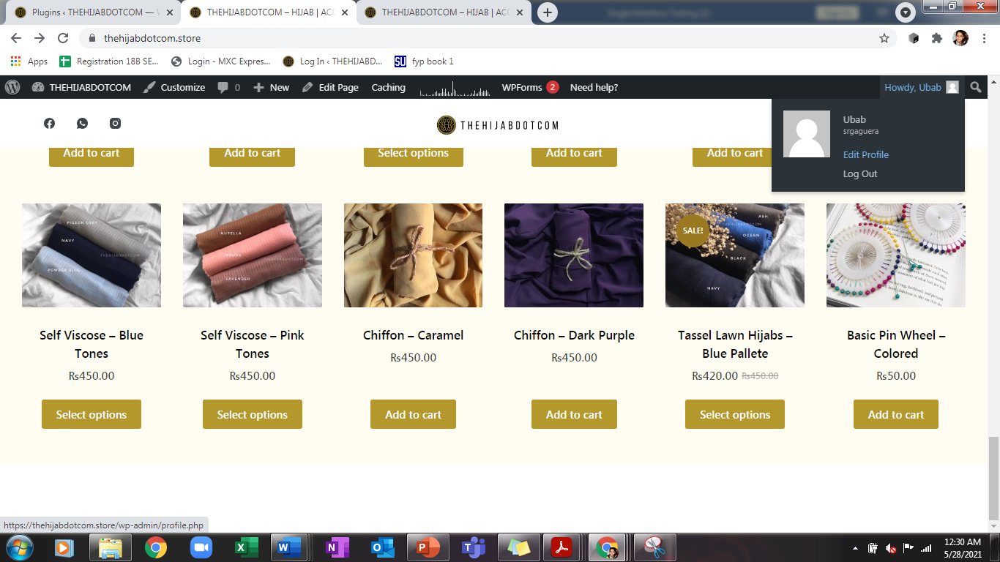 Plugins ‹ THEHIJABDOTCOM — W
THEHIJABDOTCOM – HIJAB | ACC
THEHIJABDOTCOM – HIJAB | ACC
thehijabdotcom.store
Apps
Registration 18B SE...
Login - MXC Expres...
Log In ‹ THEHIJABD...
SU
fyp book 1
THEHIJABDOTCOM
Customize
0
New
Edit Page
Caching
WPForms 2
Need help?
Howdy, Ubab
THEHIJABDOTCOM
Ubab
srgaguera
Edit Profile
Log Out
Add to cart
Add to cart
Select options
Add to cart
Add to cart
PIGEON GREY
NAVY
THEHIJABDOTCOM
POWDER BLUE
NUTELLA
MAUVE
THEHIJABDOTCOM
LAVENDER
SALE!
ASH
THEHIJABDOTCOM
OCEAN
BLACK
NAVY
Self Viscose – Blue
Tones
₨450.00
Select options
Self Viscose – Pink
Tones
₨450.00
Select options
Chiffon – Caramel
₨450.00
Add to cart
Chiffon – Dark Purple
₨450.00
Add to cart
Tassel Lawn Hijabs –
Blue Pallete
₨420.00 ₨450.00
Select options
Basic Pin Wheel –
Colored
₨50.00
Add to cart
https://thehijabdotcom.store/wp-admin/profile.php
12:30 AM
5/28/2021